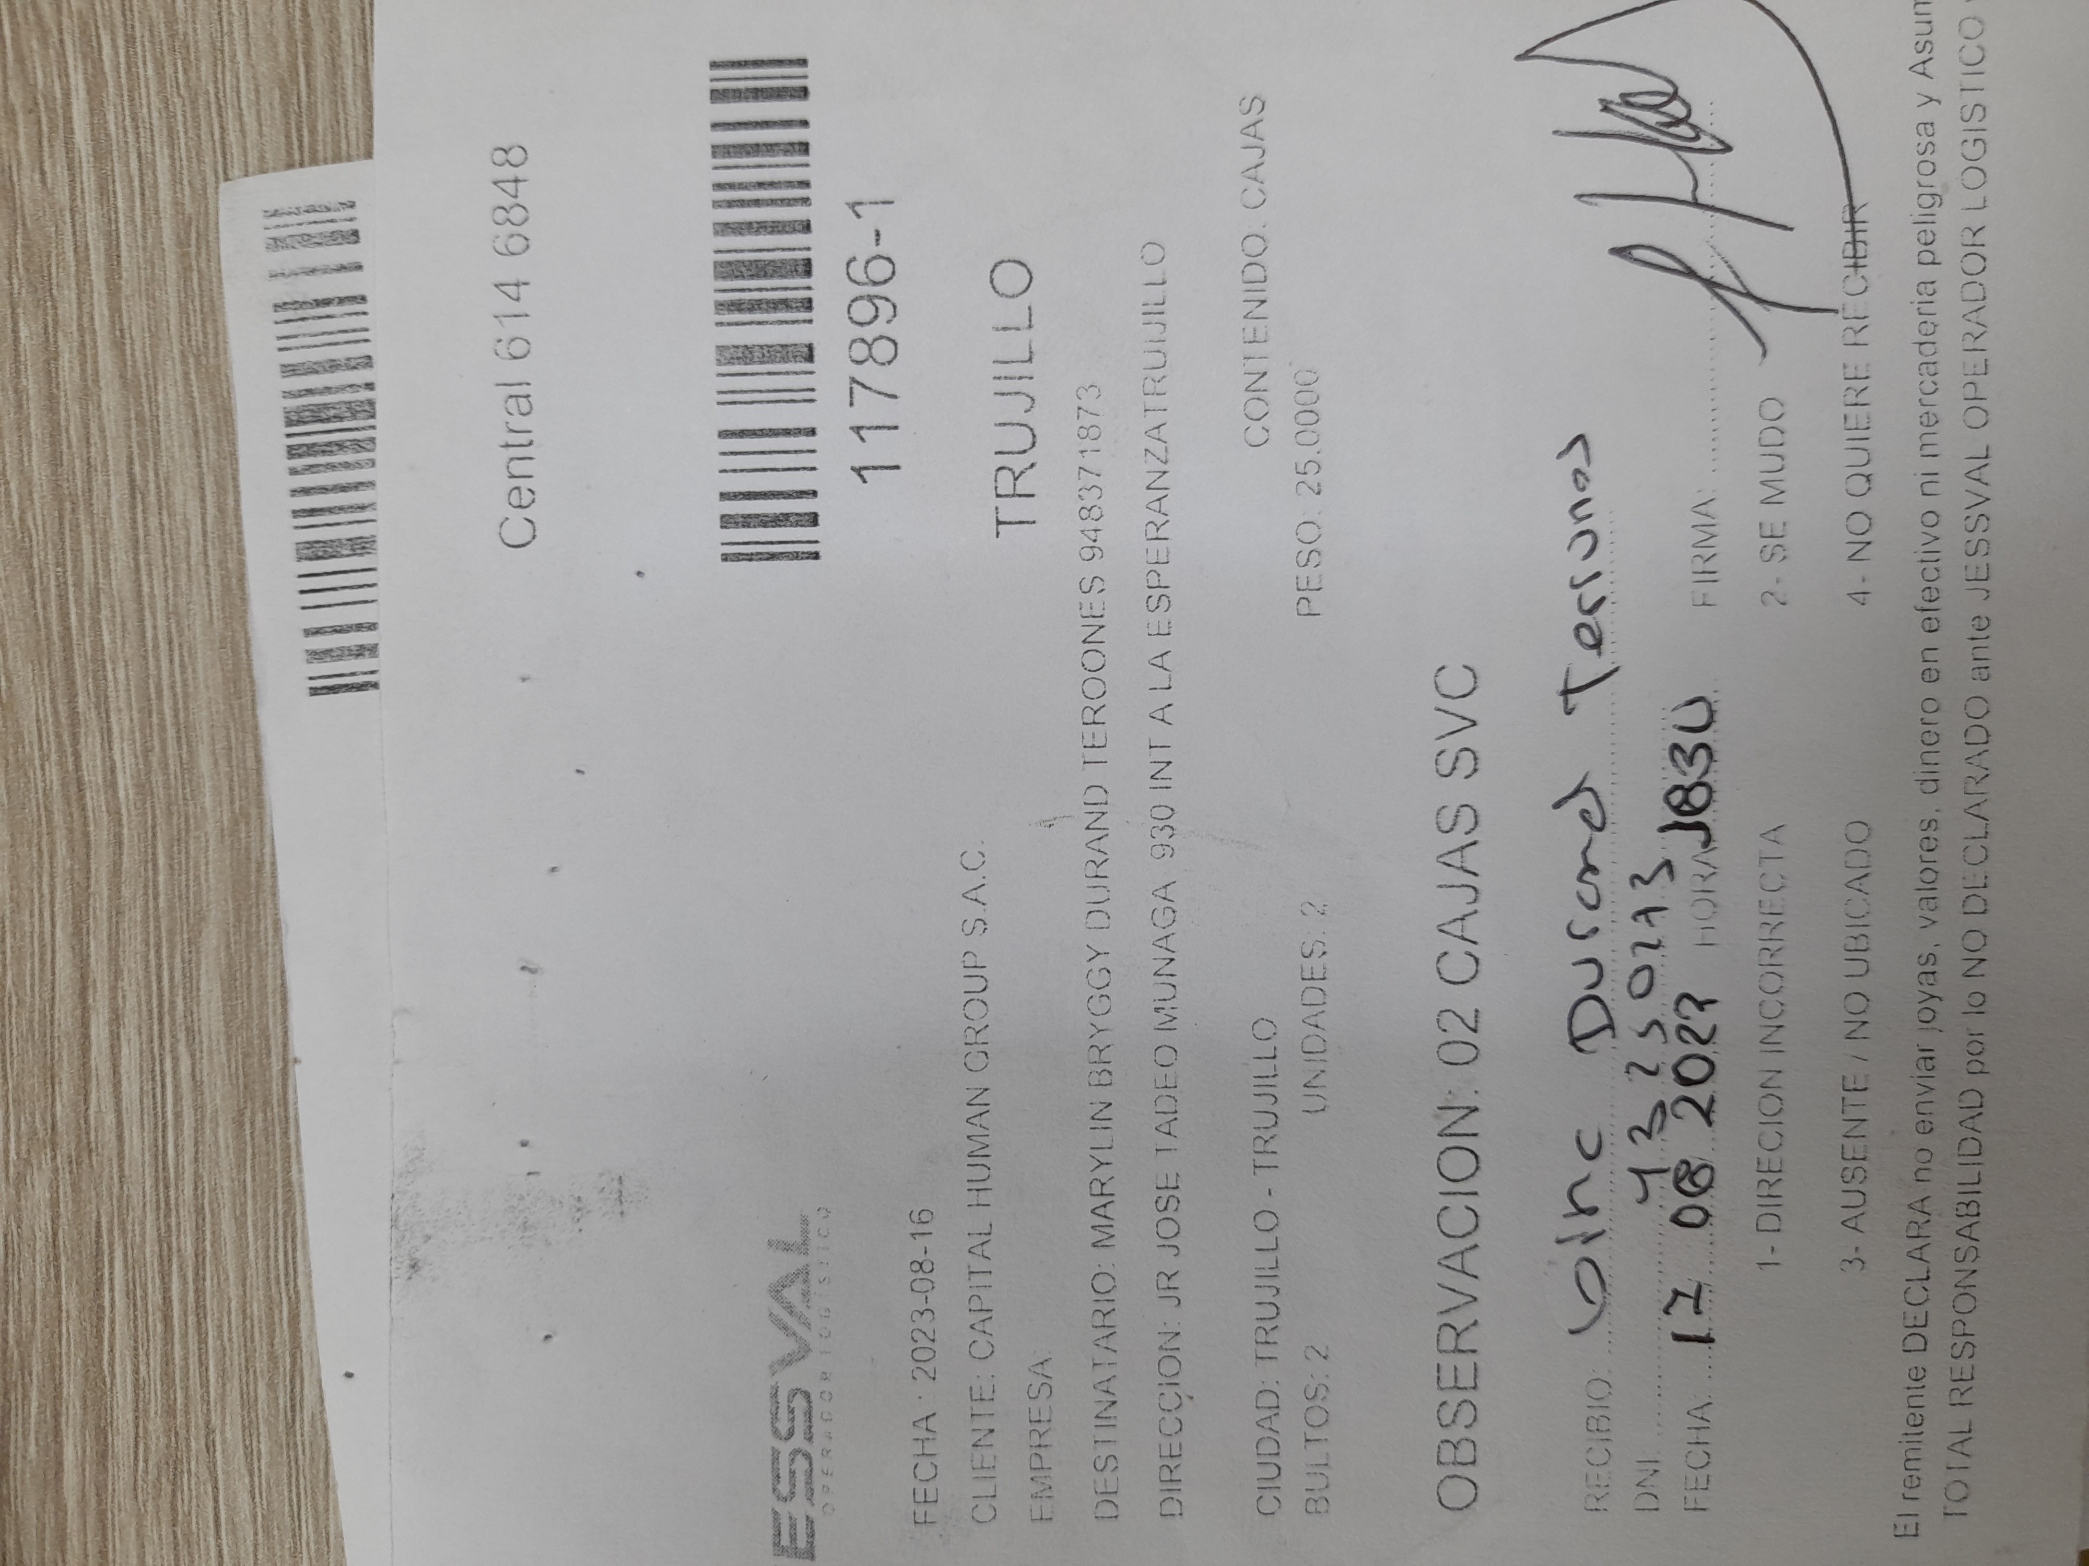 Central 614 6848
ESSVAL
OPERADOR LOGÍSTICO
117896-1
FECHA : 2023-08-16
CLIENTE: CAPITAL HUMAN GROUP S.A.C.
TRUJILLO
EMPRESA:
DESTINATARIO: MARYLIN BRYGGY DURAND TEROONES 948371873
DIRECCION: JR JOSE TADEO MUNAGA 930 INT A LA ESPERANZATRUIJILLO
CIUDAD: TRUJILLO - TRUJILLO CONTENIDO: CAJAS
BULTOS: 2 UNIDADES: 2 PESO: 25.0000
OBSERVACION: 02 CAJAS SVC
RECIBIO: Durand Terrunos
DNI:
FECHA: 17 08 HORA 1830 FIRMA:
1- DIRECION INCORRECTA 2- SE MUDO
3- AUSENTE / NO UBICADO 4- NO QUIERE RECIBIR
El remitente DECLARA no enviar joyas, valores, dinero en efectivo ni mercaderia peligrosa y Asum
TOTAL RESPONSABILIDAD por lo NO DECLARADO ante JESSVAL OPERADOR LOGISTICO